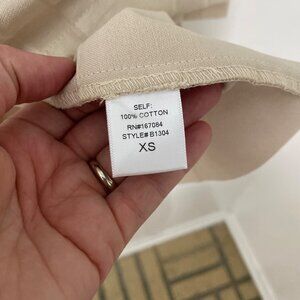 SELF:
100% COTTON
RN#167084
STYLE# B1304
XS